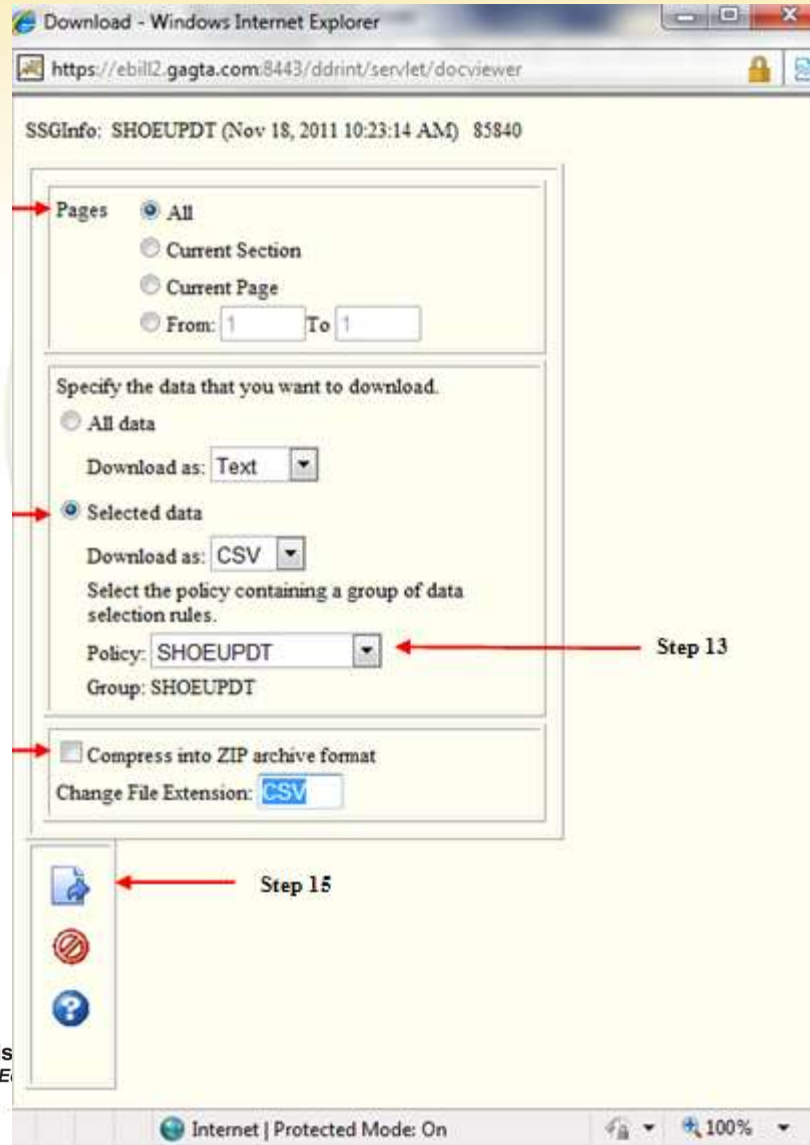 Download - Windows Internet Explorer
https://ebill2.gagta.com:8443/ddrint/servlet/docviewer
SSGInfo: SHOEUPDT (Nov 18, 2011 10:23:14 AM) 85840
Pages All
Current Section
Current Page
From: 1 To 1
Specify the data that you want to download.
All data
Download as: Text
Selected data
Download as: CSV
Select the policy containing a group of data
selection rules.
Policy: SHOEUPDT
Step 13
Group: SHOEUPDT
Compress into ZIP archive format
Change File Extension: CSV
Step 15
Internet | Protected Mode: On
100%